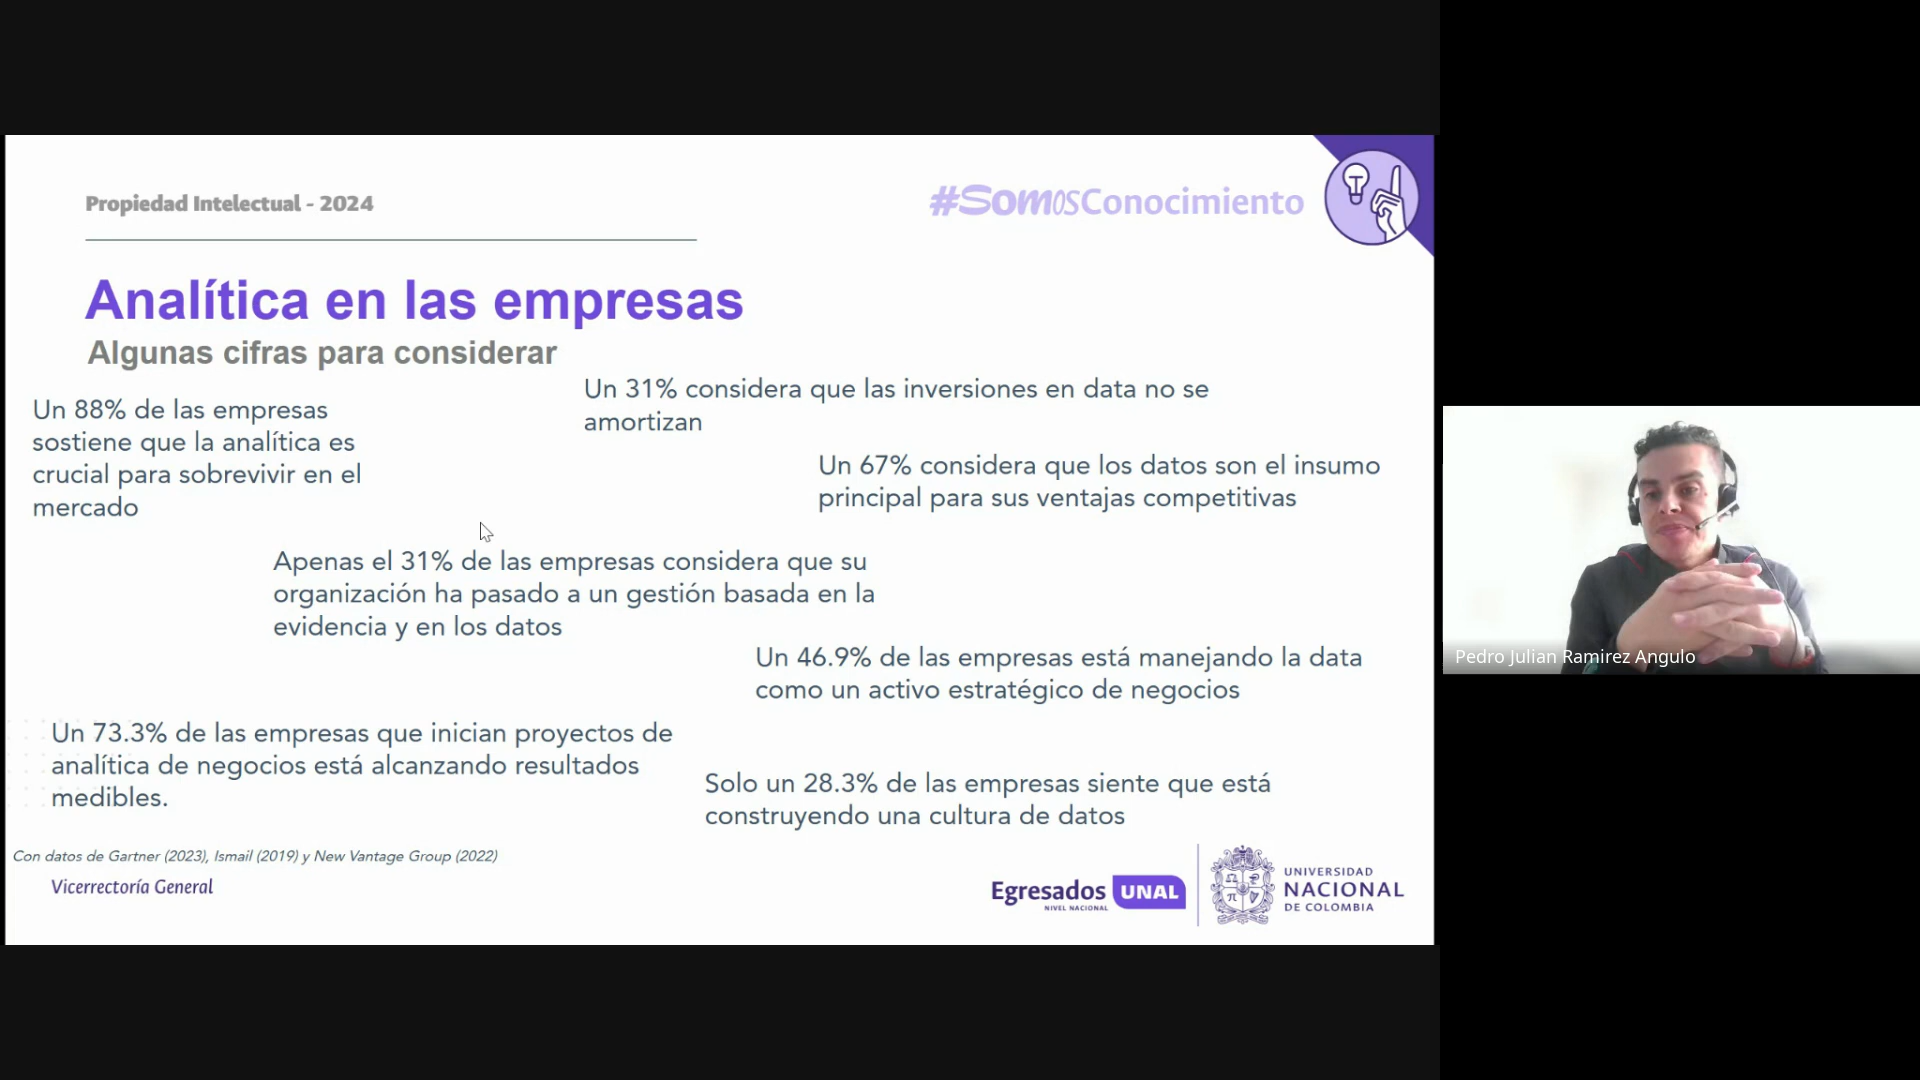 Propiedad Intelectual - 2024
#SomosConocimiento
Analítica en las empresas
Algunas cifras para considerar
Un 88% de las empresas
sostiene que la analítica es
crucial para sobrevivir en el
mercado
Un 31% considera que las inversiones en data no se
amortizan
Un 67% considera que los datos son el insumo
principal para sus ventajas competitivas
Apenas el 31% de las empresas considera que su
organización ha pasado a un gestión basada en la
evidencia y en los datos
Un 46.9% de las empresas está manejando la data
como un activo estratégico de negocios
Un 73.3% de las empresas que inician proyectos de
analítica de negocios está alcanzando resultados
medibles.
Solo un 28.3% de las empresas siente que está
construyendo una cultura de datos
Con datos de Gartner (2023), Ismail (2019) y New Vantage Group (2022)
Vicerrectoría General
Egresados UNAL
NIVEL NACIONAL
UNIVERSIDAD
NACIONAL
DE COLOMBIA
Pedro Julian Ramirez Angulo